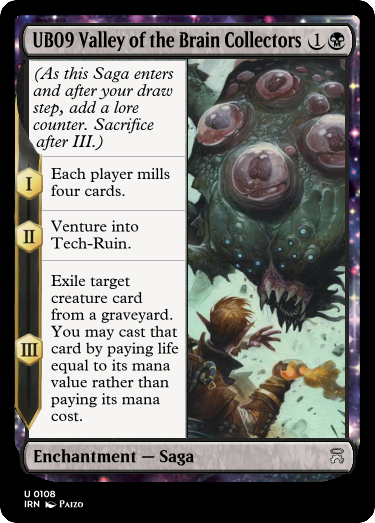 UB09 Valley of the Brain Collectors 1
(As this Saga enters
and after your draw
step, add a lore
counter. Sacrifice
after III.)
I
Each player mills
four cards.
II
Venture into
Tech-Ruin.
III
Exile target
creature card
from a graveyard.
You may cast that
card by paying life
equal to its mana
value rather than
paying its mana
cost.
Enchantment — Saga
U 0108
IRN Paizo